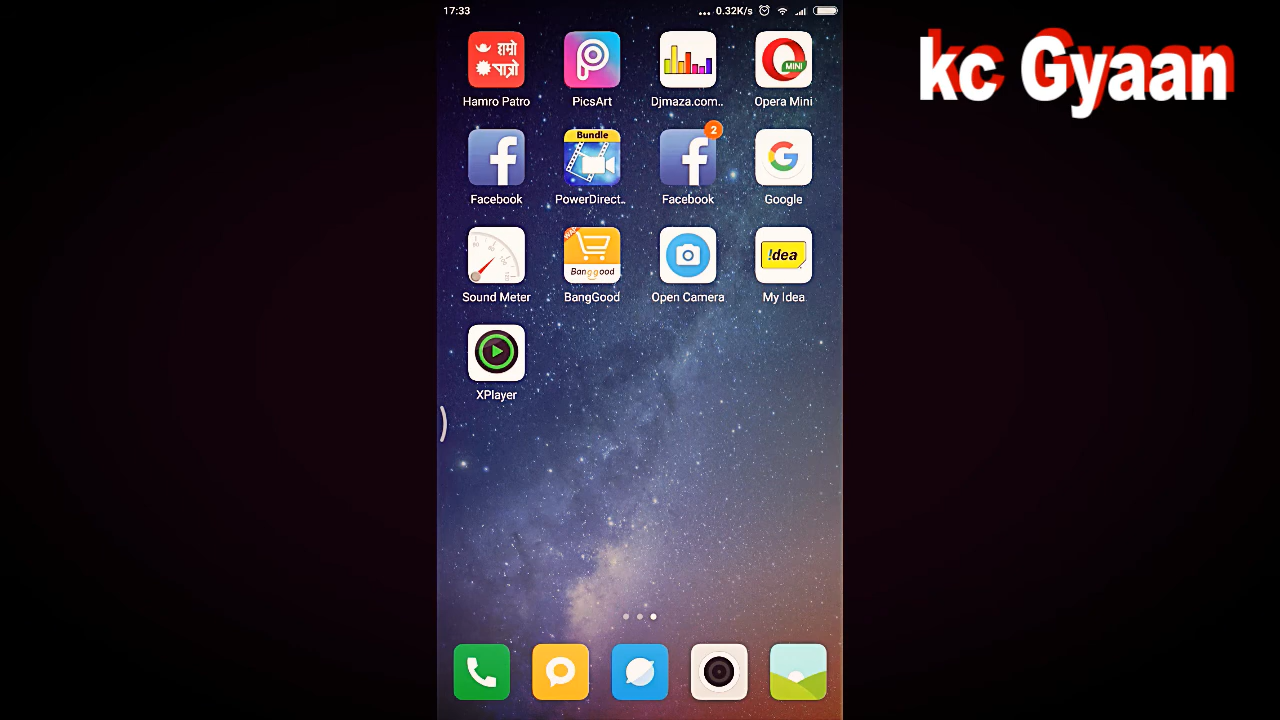 17:33
... 0.32K/s
kc Gyaan
हाम्रो
पात्रो
MINI
Hamro Patro
PicsArt
Djmaza.com..
Opera Mini
Bundle
2
Facebook
PowerDirect..
Facebook
Google
Banggood
!dea
Sound Meter
BangGood
Open Camera
My Idea
XPlayer